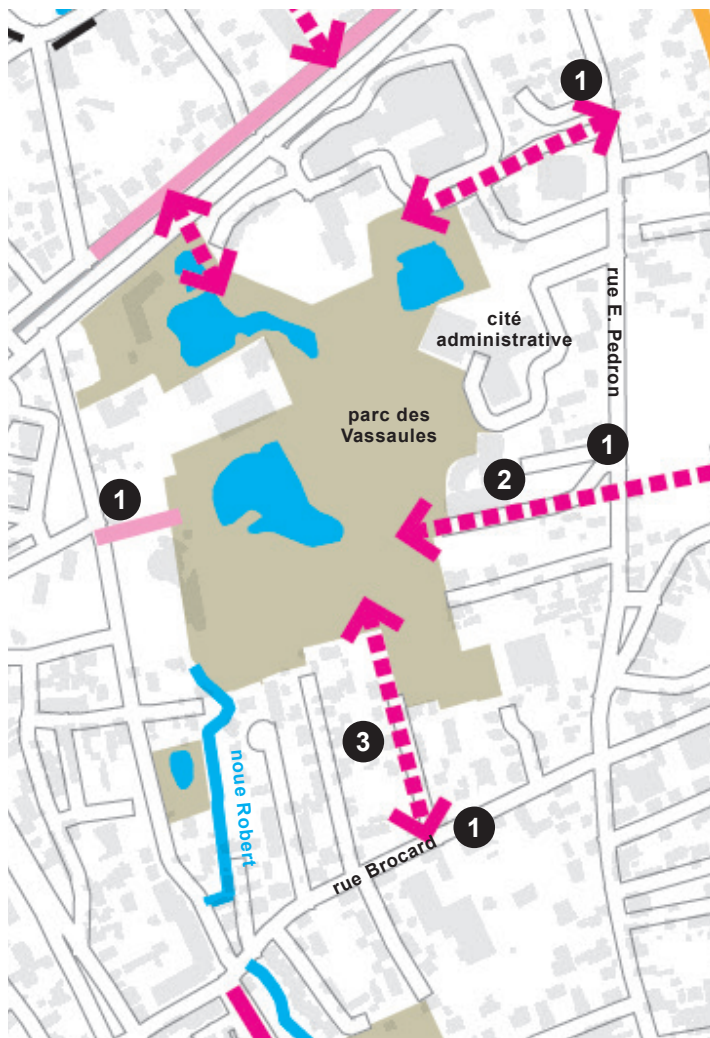 1
cité
administrative
rue E. Pedron
parc des
Vassaules
1
2
1
3
noue Robert
1
rue Brocard